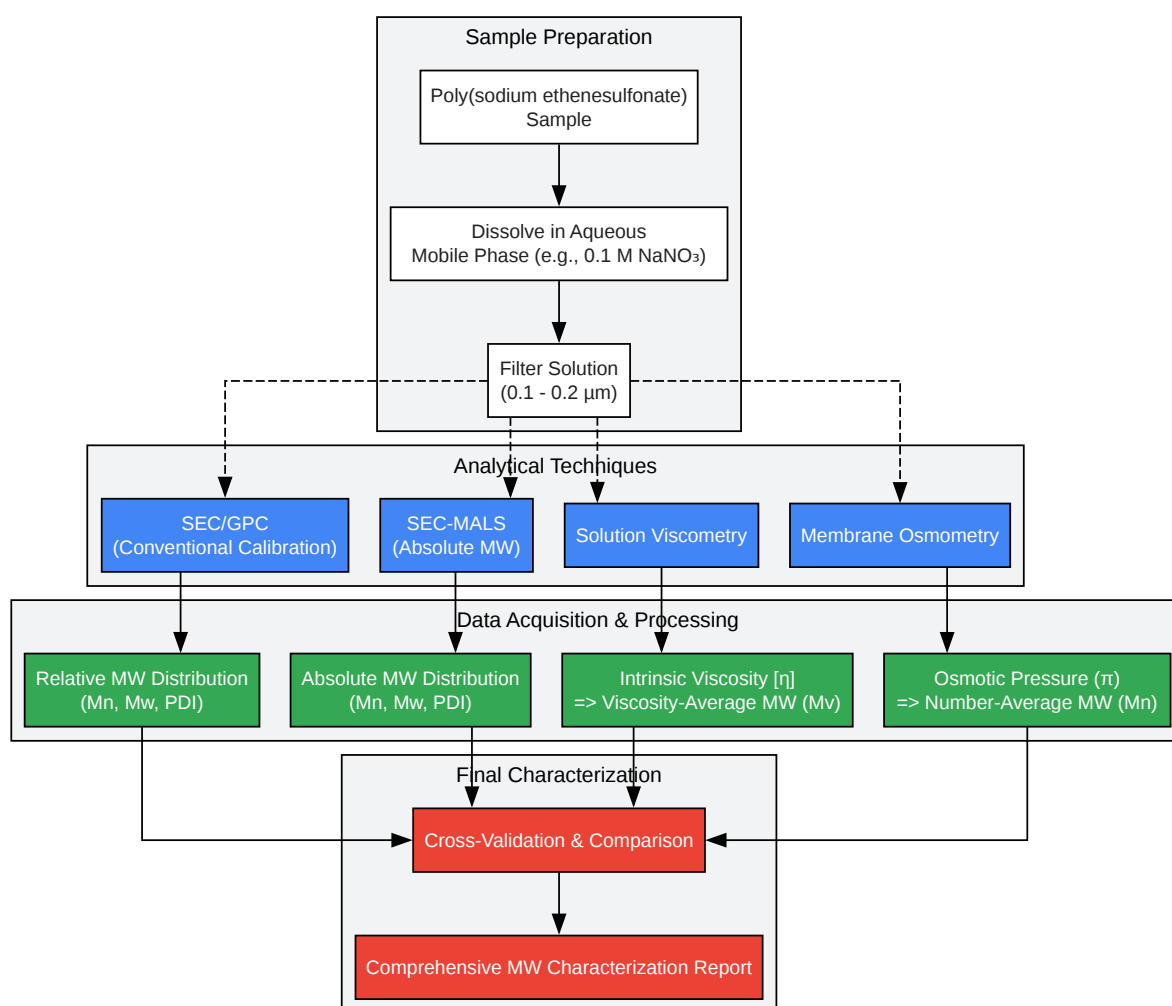 Sample Preparation
Poly(sodium ethenesulfonate)
Sample
Dissolve in Aqueous
Mobile Phase (e.g., 0.1 M NaNO₃)
Filter Solution
(0.1 - 0.2 µm)
Analytical Techniques
SEC/GPC
(Conventional Calibration)
SEC-MALS
(Absolute MW)
Solution Viscometry
Membrane Osmometry
Data Acquisition & Processing
Relative MW Distribution
(Mn, Mw, PDI)
Absolute MW Distribution
(Mn, Mw, PDI)
Intrinsic Viscosity [η]
=> Viscosity-Average MW (Mv)
Osmotic Pressure (π)
=> Number-Average MW (Mn)
Final Characterization
Cross-Validation & Comparison
Comprehensive MW Characterization Report